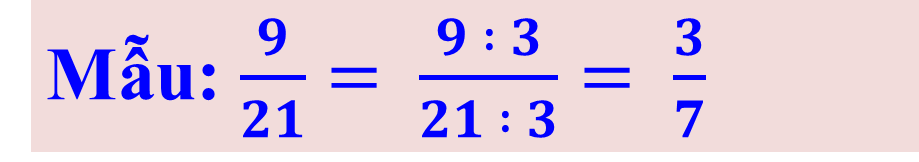 Mẫu: 9/21 = 9 : 3/21 : 3 = 3/7